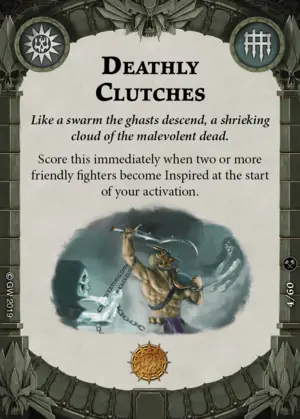 DEATHLY
CLUTCHES
Like a swarm the ghasts descend, a shrieking
cloud of the malevolent dead.
Score this immediately when two or more
friendly fighters become Inspired at the start
of your activation.
© GW 2019
4/60